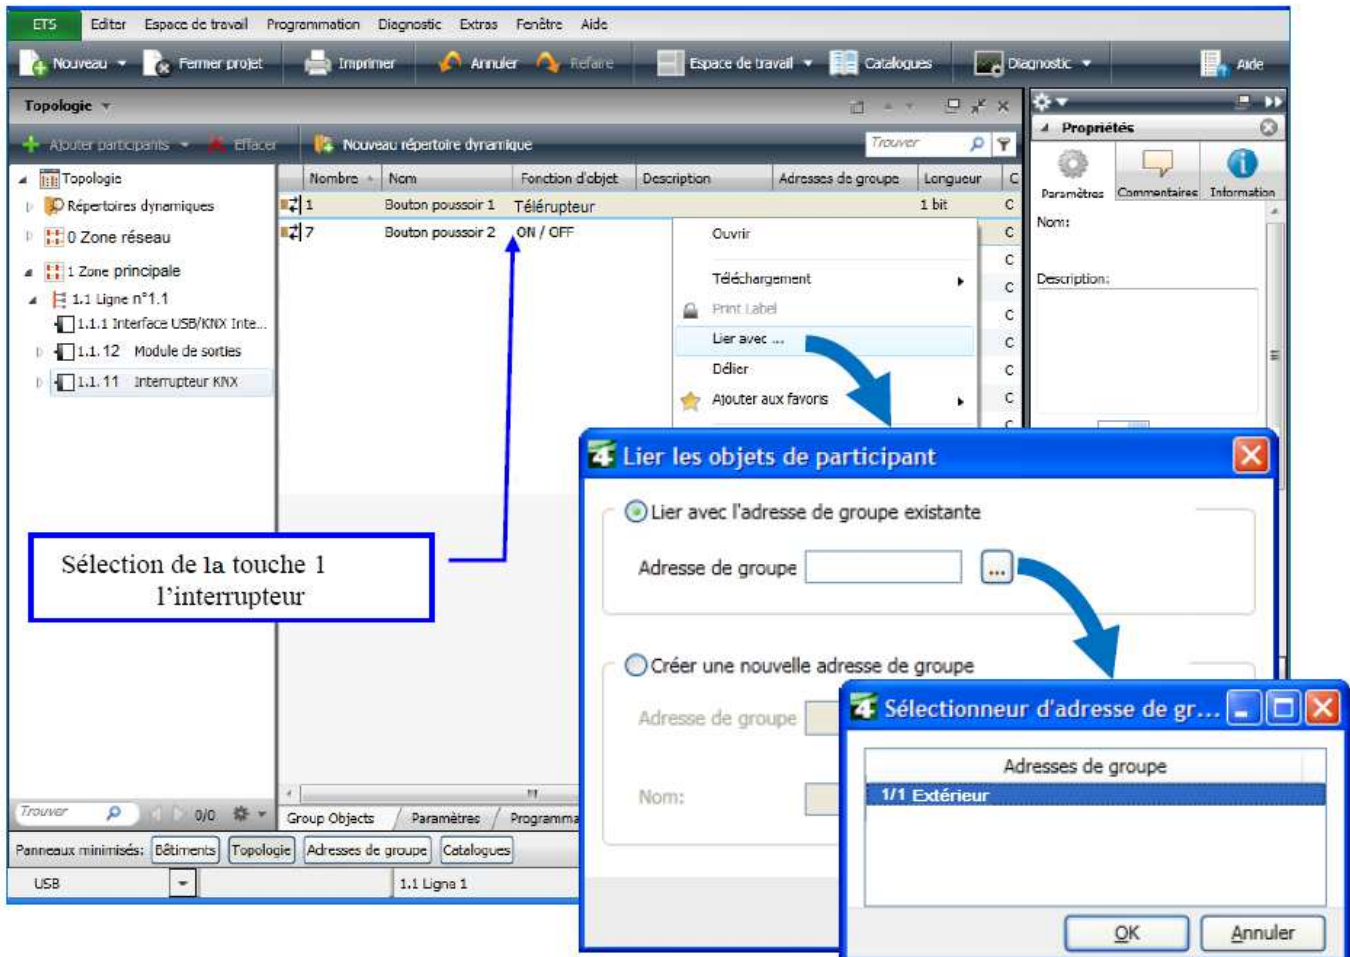 ETS Editer Espace de travail Programmation Diagnostic Extras Fenêtre Aide
Nouveau Fermer projet Imprimer Annuler Refaire Espace de travail Catalogues Diagnostic Aide
Topologie
Ajouter participants Effacer Nouveau répertoire dynamique Trouver
Topologie
Répertoires dynamiques
0 Zone réseau
1 Zone principale
1.1 Ligne n°1.1
1.1.1 Interface USB/KNX Inte...
1.1.12 Module de sorties
1.1.11 Interrupteur KNX
Nombre Nom Fonction d'objet Description Adresses de groupe Longueur C
1 Bouton poussoir 1 Télérupteur 1 bit C
7 Bouton poussoir 2 ON / OFF C
C
C
C
C
C
C
C
Ouvrir
Téléchargement
Print Label
Lier avec ...
Délier
Ajouter aux favoris
Propriétés
Paramètres Commentaires Information
Nom:
Description:
Sélection de la touche 1
l'interrupteur
4 Lier les objets de participant
Lier avec l'adresse de groupe existante
Adresse de groupe ...
Créer une nouvelle adresse de groupe
Adresse de groupe
Nom:
4 Sélectionneur d'adresse de gr...
Adresses de groupe
1/1 Extérieur
OK Annuler
Trouver 0/0
Group Objects Paramètres Programma
Panneaux minimisés: Bâtiments Topologie Adresses de groupe Catalogues
USB 1.1 Ligne 1